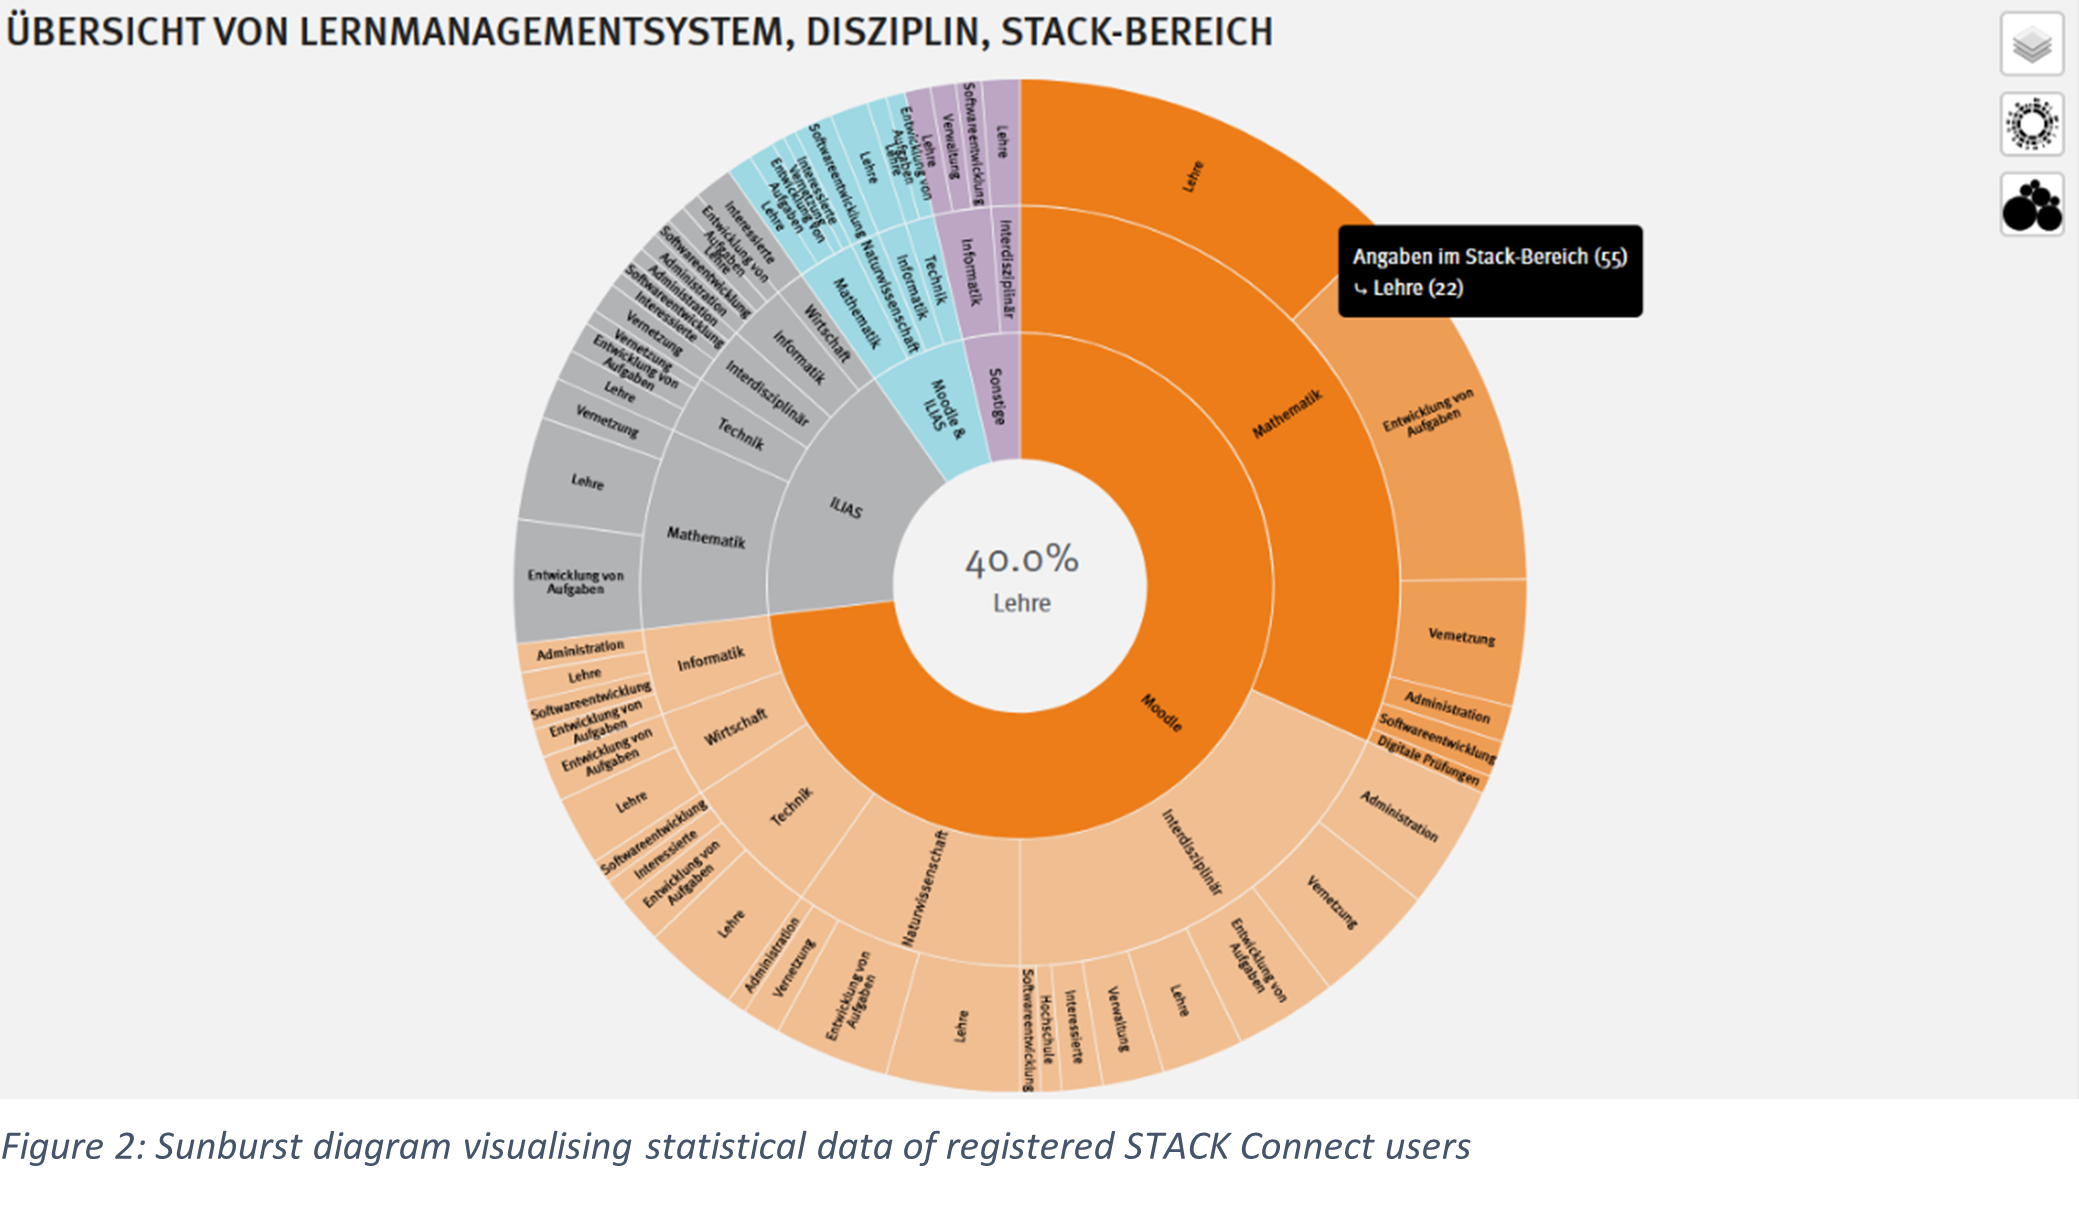 ÜBERSICHT VON LERNMANAGEMENTSYSTEM, DISZIPLIN, STACK-BEREICH
Lehre
Angaben im Stack-Bereich (55)
↳ Lehre (22)
Entwicklung von
Aufgaben
Vernetzung
Administration
Softwareentwicklung
Digitale Prüfungen
Administration
Vernetzung
Entwicklung von
Aufgaben
Lehre
Verwaltung
Interessierte
Hochschule
Softwareentwicklung
Lehre
Entwicklung von
Aufgaben
Vernetzung
Administration
Lehre
Entwicklung von
Aufgaben
Interessierte
Softwareentwicklung
Lehre
Entwicklung von
Aufgaben
Entwicklung von
Aufgaben
Softwareentwicklung
Lehre
Administration
Entwicklung von
Aufgaben
Lehre
Vernetzung
Lehre
Entwicklung von
Aufgaben
Vernetzung
Vernetzung
Interessierte
Softwareentwicklung
Administration
Administration
Softwareentwicklung
Lehre
Entwicklung von
Aufgaben
Interessierte
Lehre
Entwicklung von
Aufgaben
Vernetzung
Interessierte
Softwareentwicklung
Lehre
Lehre
Entwicklung von
Aufgaben
Lehre
Verwaltung
Softwareentwicklung
Lehre
Mathematik
Interdisziplinär
Naturwissenschaft
Technik
Wirtschaft
Informatik
Mathematik
Technik
Interdisziplinär
Informatik
Wirtschaft
Mathematik
Naturwissenschaft
Informatik
Technik
Informatik
Interdisziplinär
Moodle
ILIAS
Moodle &
ILIAS
Sonstige
40.0%
Lehre
Figure 2: Sunburst diagram visualising statistical data of registered STACK Connect users